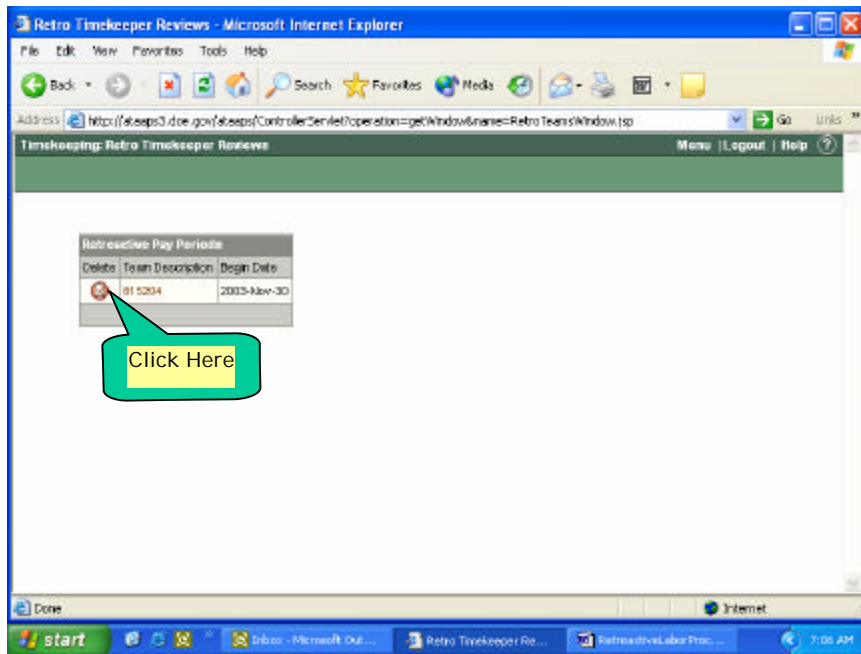 Retro Timekeeper Reviews - Microsoft Internet Explorer
File Edit View Favorites Tools Help
Back Search Favorites Media
Address http://ateaps3.doe.gov/ateaps/ControllerServlet?operation=getWindow&name=RetroTeamsWindow.jsp Go Links »
Timekeeping: Retro Timekeeper Reviews Menu | Logout | Help ?
Retroactive Pay Periods
Delete Team Description Begin Date
815204 2003-Nov-30
Click Here
Done Internet
start » Inbox - Microsoft Out... Retro Timekeeper Re... RetroactiveLaborProc... 7:05 AM